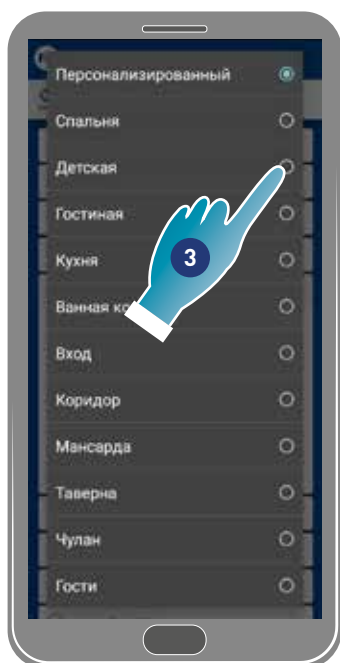 Персонализированный
Спальня
Детская
Гостиная
Кухня
3
Ванная
Вход
Коридор
Мансарда
Таверна
Чулан
Гости